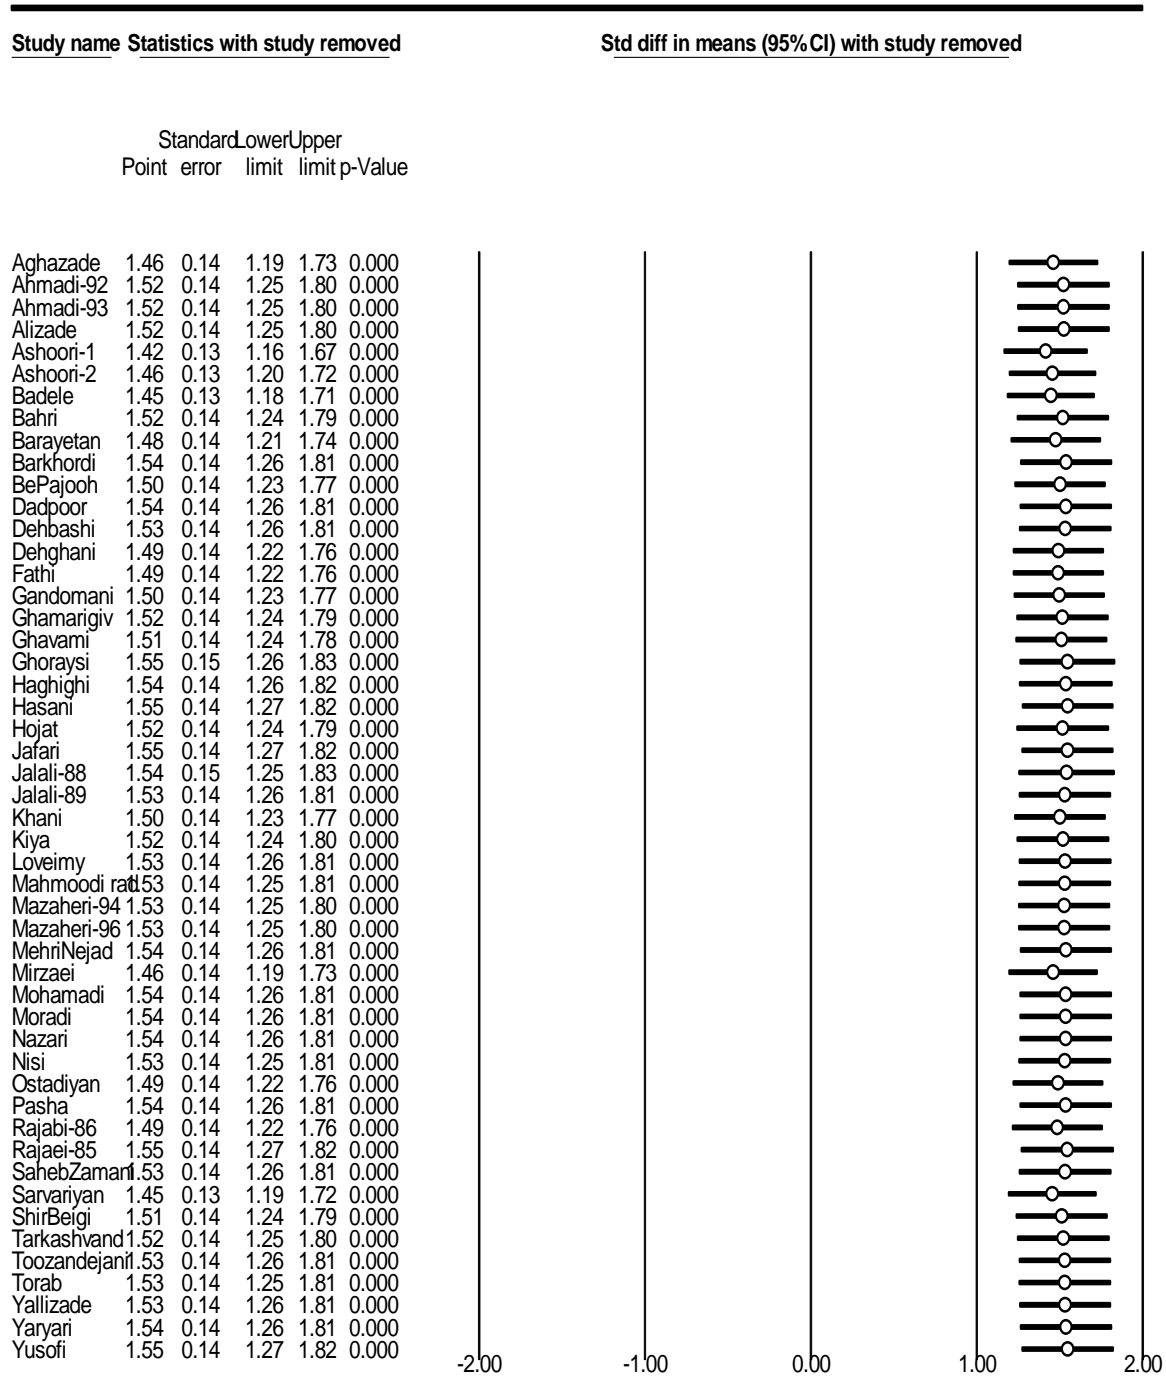 Study name Statistics with study removed Std diff in means (95%CI) with study removed
Standard Lower Upper
Point error limit limit p-Value
Aghazade 1.46 0.14 1.19 1.73 0.000
Ahmadi-92 1.52 0.14 1.25 1.80 0.000
Ahmadi-93 1.52 0.14 1.25 1.80 0.000
Alizade 1.52 0.14 1.25 1.80 0.000
Ashoori-1 1.42 0.13 1.16 1.67 0.000
Ashoori-2 1.46 0.13 1.20 1.72 0.000
Badele 1.45 0.13 1.18 1.71 0.000
Bahri 1.52 0.14 1.24 1.79 0.000
Barayetan 1.48 0.14 1.21 1.74 0.000
Barkhordi 1.54 0.14 1.26 1.81 0.000
BePajooh 1.50 0.14 1.23 1.77 0.000
Dadpoor 1.54 0.14 1.26 1.81 0.000
Dehbashi 1.53 0.14 1.26 1.81 0.000
Dehghani 1.49 0.14 1.22 1.76 0.000
Fathi 1.49 0.14 1.22 1.76 0.000
Gandomani 1.50 0.14 1.23 1.77 0.000
Ghamarigiv 1.52 0.14 1.24 1.79 0.000
Ghavami 1.51 0.14 1.24 1.78 0.000
Ghoraysi 1.55 0.15 1.26 1.83 0.000
Haghighi 1.54 0.14 1.26 1.82 0.000
Hasani 1.55 0.14 1.27 1.82 0.000
Hojat 1.52 0.14 1.24 1.79 0.000
Jafari 1.55 0.14 1.27 1.82 0.000
Jalali-88 1.54 0.15 1.25 1.83 0.000
Jalali-89 1.53 0.14 1.26 1.81 0.000
Khani 1.50 0.14 1.23 1.77 0.000
Kiya 1.52 0.14 1.24 1.80 0.000
Loveimy 1.53 0.14 1.26 1.81 0.000
Mahmoodi rad 1.53 0.14 1.25 1.81 0.000
Mazaheri-94 1.53 0.14 1.25 1.80 0.000
Mazaheri-96 1.53 0.14 1.25 1.80 0.000
MehriNejad 1.54 0.14 1.26 1.81 0.000
Mirzaei 1.46 0.14 1.19 1.73 0.000
Mohamadi 1.54 0.14 1.26 1.81 0.000
Moradi 1.54 0.14 1.26 1.81 0.000
Nazari 1.54 0.14 1.26 1.81 0.000
Nisi 1.53 0.14 1.25 1.81 0.000
Ostadiyan 1.49 0.14 1.22 1.76 0.000
Pasha 1.54 0.14 1.26 1.81 0.000
Rajabi-86 1.49 0.14 1.22 1.76 0.000
Rajaei-85 1.55 0.14 1.27 1.82 0.000
SahebZamani 1.53 0.14 1.26 1.81 0.000
Sarvariyan 1.45 0.13 1.19 1.72 0.000
ShirBeigi 1.51 0.14 1.24 1.79 0.000
Tarkashvand 1.52 0.14 1.25 1.80 0.000
Toozandejani 1.53 0.14 1.26 1.81 0.000
Torab 1.53 0.14 1.25 1.81 0.000
Yallizade 1.53 0.14 1.26 1.81 0.000
Yaryari 1.54 0.14 1.26 1.81 0.000
Yusofi 1.55 0.14 1.27 1.82 0.000
-2.00 -1.00 0.00 1.00 2.00